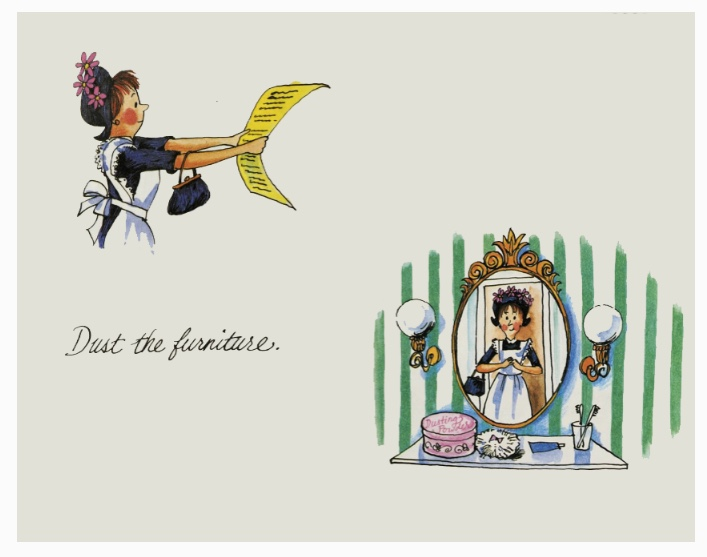 Dust the furniture.
Dusting
Powder